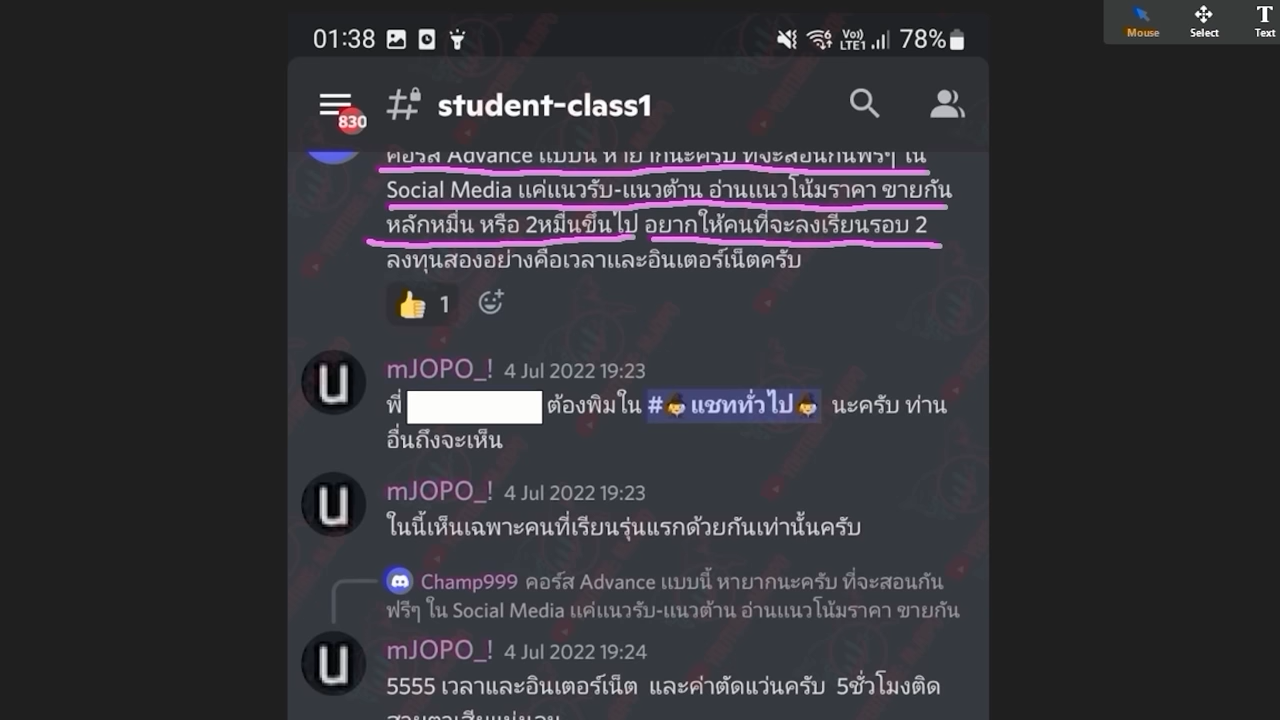 01:38
Vo)) LTE1 78%
Mouse Select Text
830
student-class1
คอร์ส Advance แบบนี้ หายากนะครับ ที่จะสอนกันฟรีๆ ใน
Social Media แค่แนวรับ-แนวต้าน อ่านแนวโน้มราคา ขายกัน
หลักหมื่น หรือ 2หมื่นขึ้นไป อยากให้คนที่จะลงเรียนรอบ 2
ลงทุนสองอย่างคือเวลาและอินเตอร์เน็ตครับ
👍 1
mJOPO_! 4 Jul 2022 19:23
พี่ ต้องพิมใน #แชททั่วไป นะครับ ท่าน
อื่นถึงจะเห็น
mJOPO_! 4 Jul 2022 19:23
ในนี้เห็นเฉพาะคนที่เรียนรุ่นแรกด้วยกันเท่านั้นครับ
Champ999 คอร์ส Advance แบบนี้ หายากนะครับ ที่จะสอนกัน
ฟรีๆ ใน Social Media แค่แนวรับ-แนวต้าน อ่านแนวโน้มราคา ขายกัน
mJOPO_! 4 Jul 2022 19:24
5555 เวลาและอินเตอร์เน็ต และค่าตัดแว่นครับ 5ชั่วโมงติด